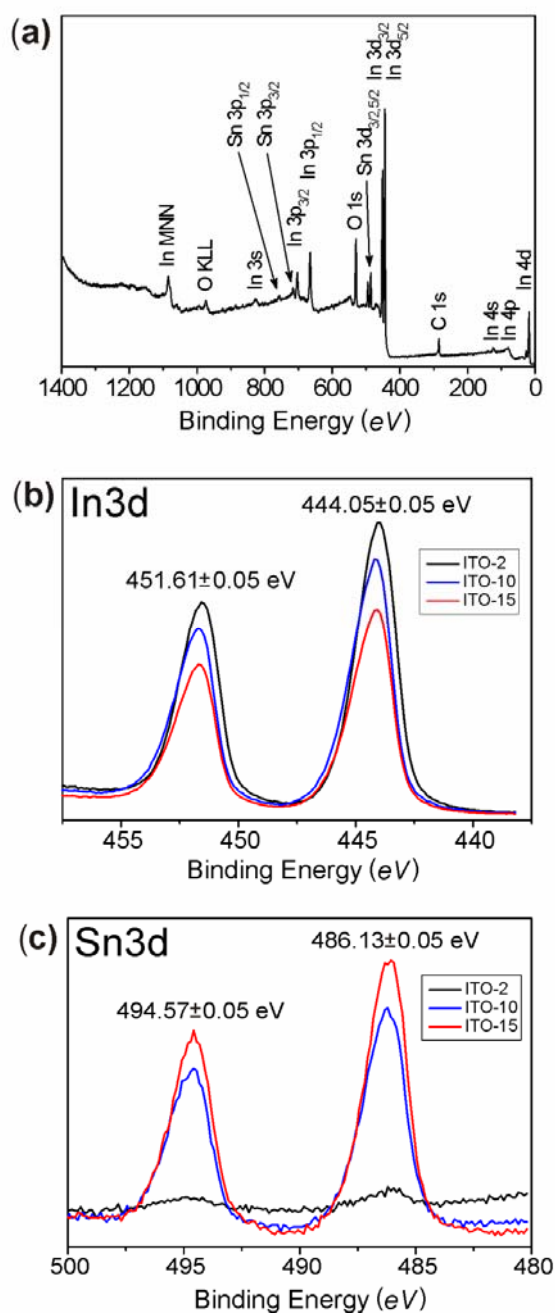 (a)
Sn 3p1/2
Sn 3p3/2
In 3p3/2
In 3p1/2
Sn 3d3/2,5/2
In 3d3/2
In 3d5/2
In MNN
O KLL
In 3s
O 1s
C 1s
In 4s
In 4p
In 4d
1400 1200 1000 800 600 400 200 0
Binding Energy (eV)
(b) In3d
444.05±0.05 eV
451.61±0.05 eV
ITO-2
ITO-10
ITO-15
455 450 445 440
Binding Energy (eV)
(c) Sn3d
486.13±0.05 eV
494.57±0.05 eV
ITO-2
ITO-10
ITO-15
500 495 490 485 480
Binding Energy (eV)